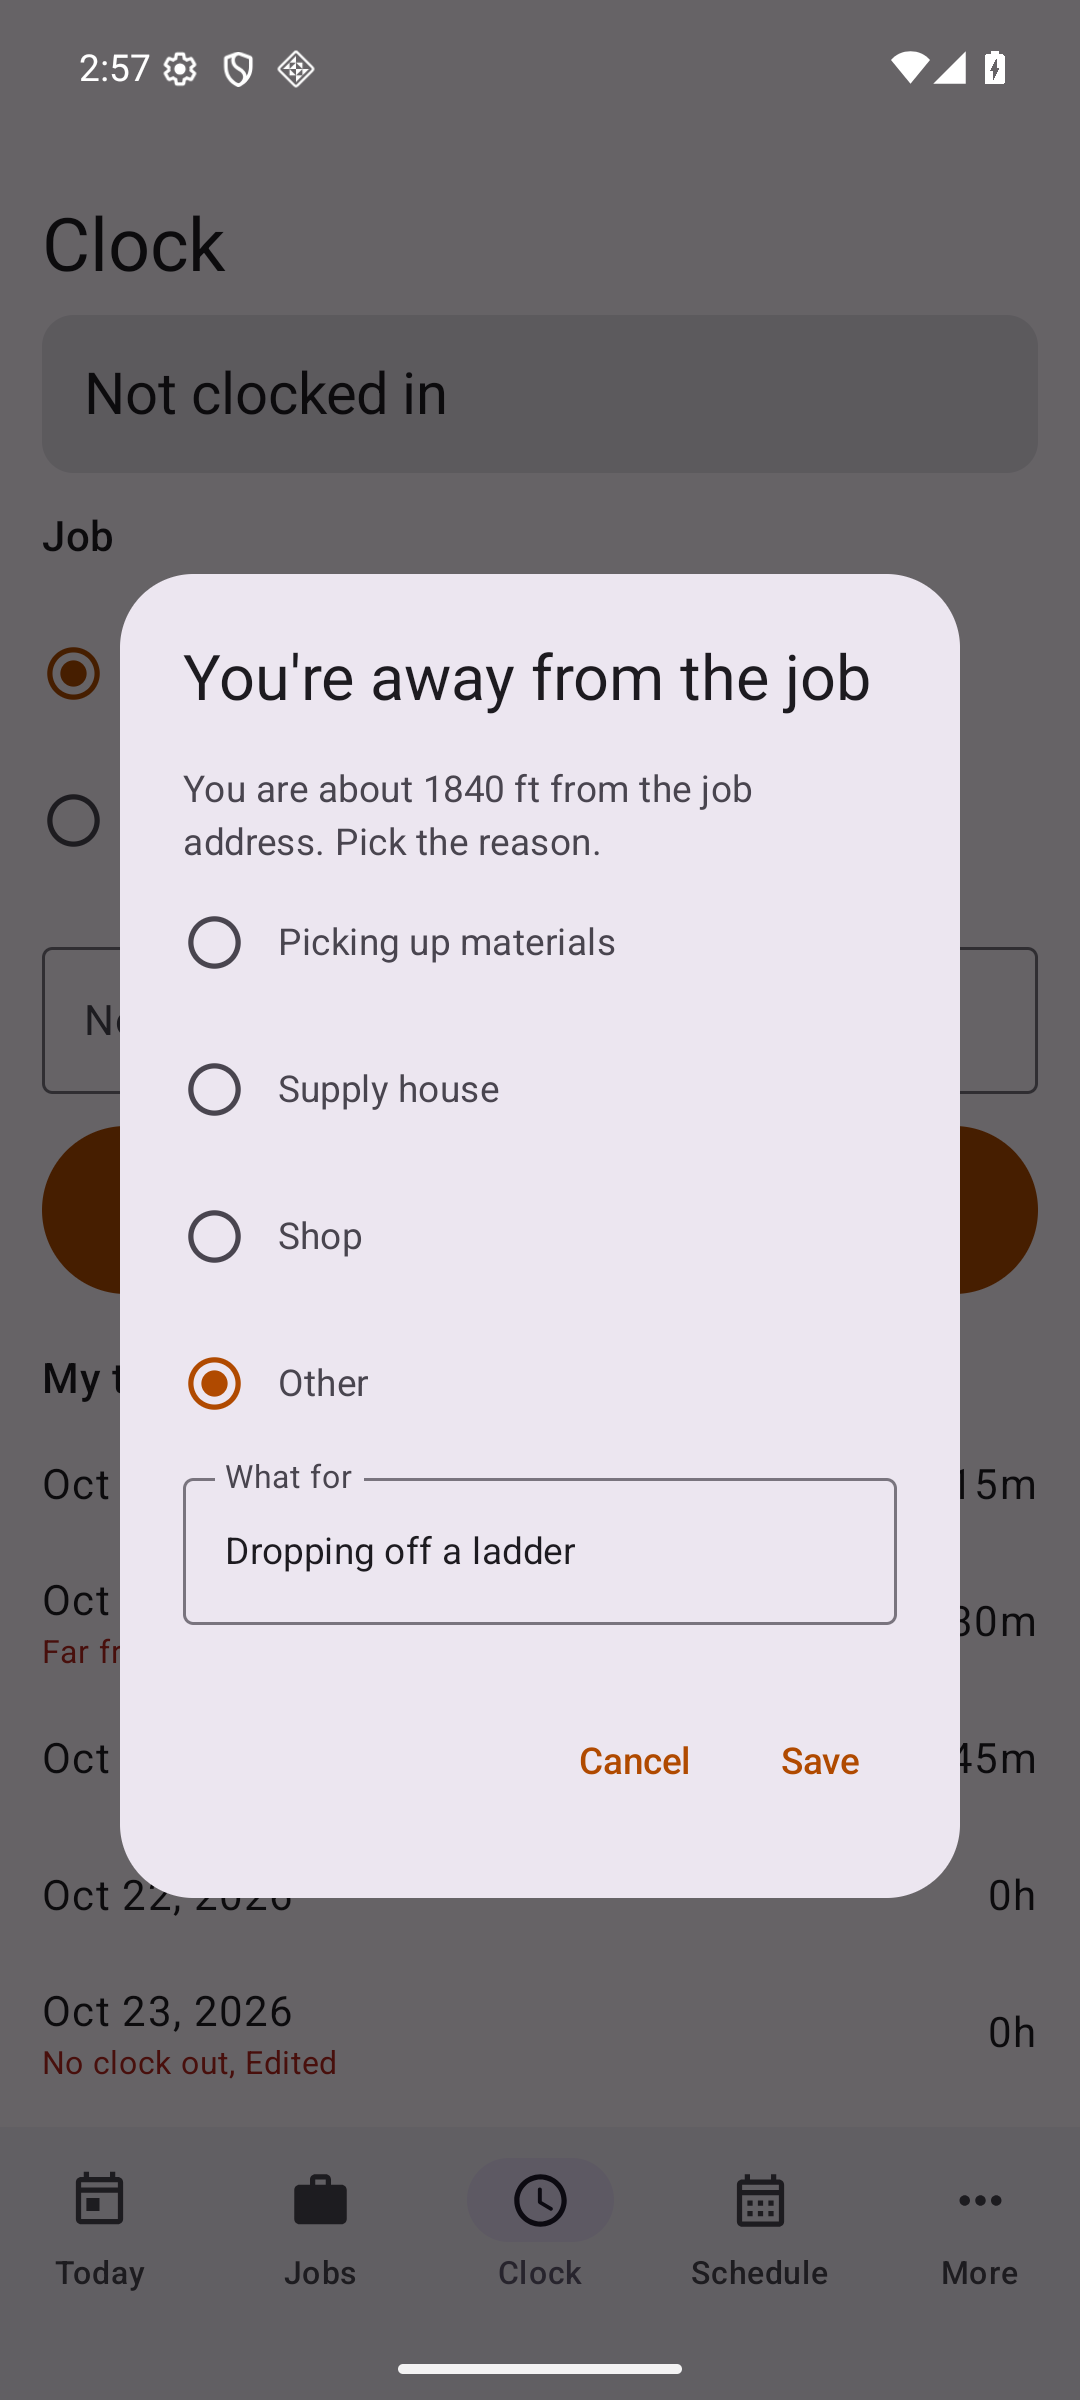 2:57
Clock
Not clocked in
Job
You're away from the job
You are about 1840 ft from the job
address. Pick the reason.
Picking up materials
Supply house
Shop
Other
What for
Dropping off a ladder
Cancel
Save
My
Oct
15m
Oct
30m
Far
Oct
45m
Oct 22, 2026
0h
Oct 23, 2026
0h
No clock out, Edited
Today
Jobs
Clock
Schedule
More